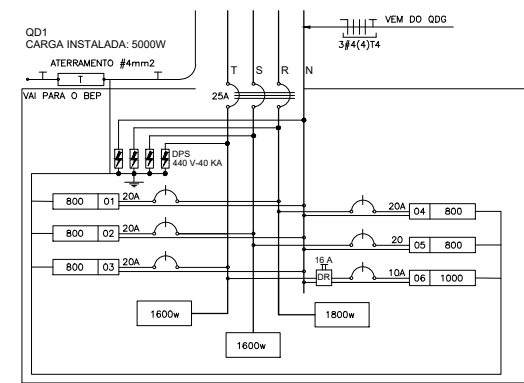 VEM DO QDG
3#4(4)T4
QD1
CARGA INSTALADA: 5000W
ATERRAMENTO #4mm2
T
VAI PARA O BEP
T S R N
25A
DPS
440 V-40 KA
800 01 20A
20A 04 800
800 02 20A
20 05 800
800 03 20A
16 A
DR
10A 06 1000
1600w
1800w
1600w